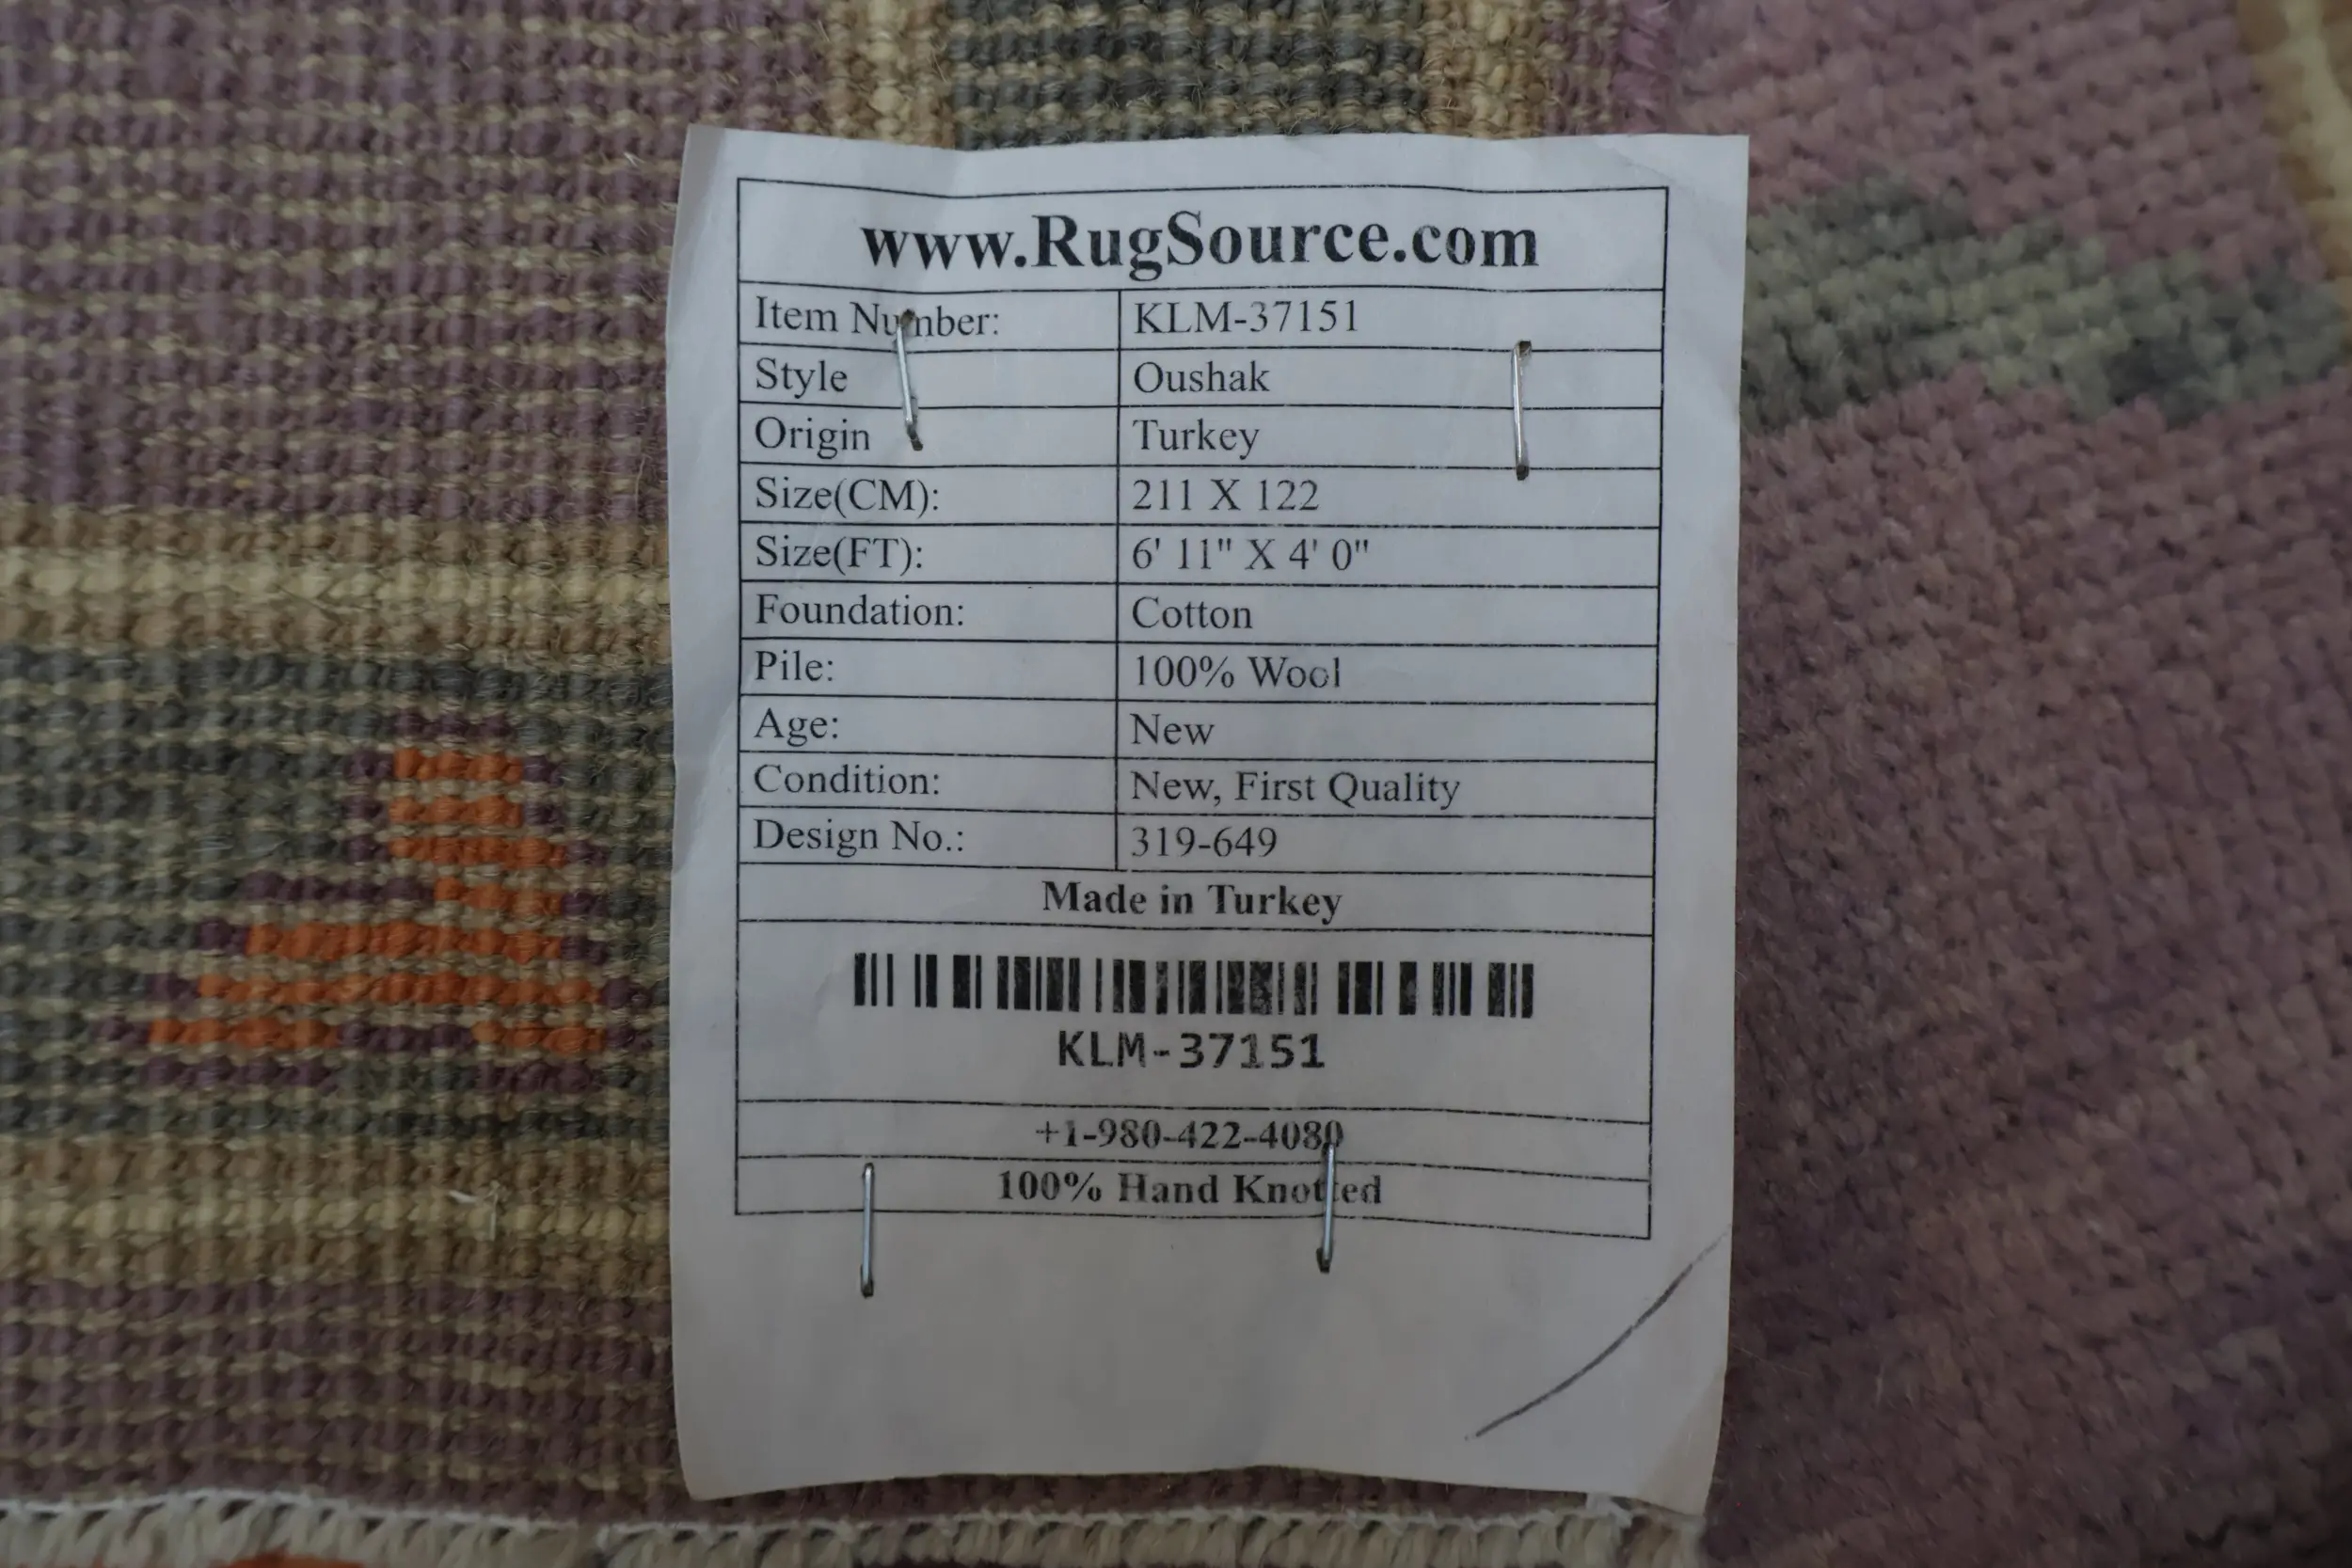 www.RugSource.com
Item Number: KLM-37151
Style Oushak
Origin Turkey
Size(CM): 211 X 122
Size(FT): 6' 11" X 4' 0"
Foundation: Cotton
Pile: 100% Wool
Age: New
Condition: New, First Quality
Design No.: 319-649
Made in Turkey
KLM-37151
+1-980-422-4080
100% Hand Knotted